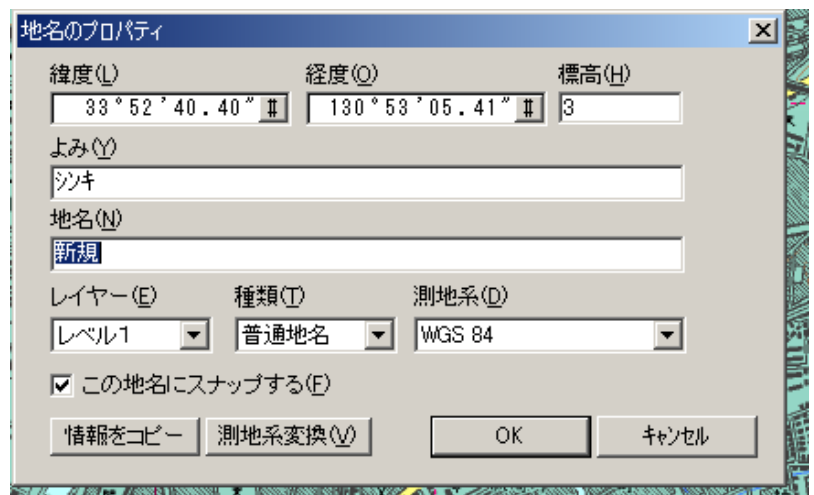 地名のプロパティ
緯度(L) 経度(O) 標高(H)
33°52'40.40" # 130°53'05.41" # 3
よみ(Y)
シンキ
地名(N)
新規
レイヤー(E) 種類(T) 測地系(D)
レベル1 普通地名 WGS 84
この地名にスナップする(F)
情報をコピー 測地系変換(V) OK キャンセル